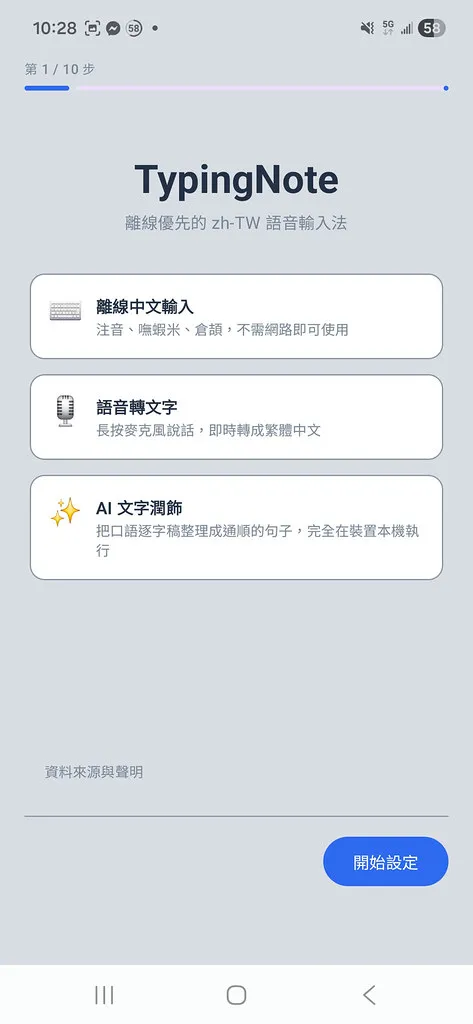 10:28
58
5G
58
第 1 / 10 步
TypingNote
離線優先的 zh-TW 語音輸入法
離線中文輸入
注音、嘸蝦米、倉頡，不需網路即可使用
語音轉文字
長按麥克風說話，即時轉成繁體中文
AI 文字潤飾
把口語逐字稿整理成通順的句子，完全在裝置本機執
行
資料來源與聲明
開始設定